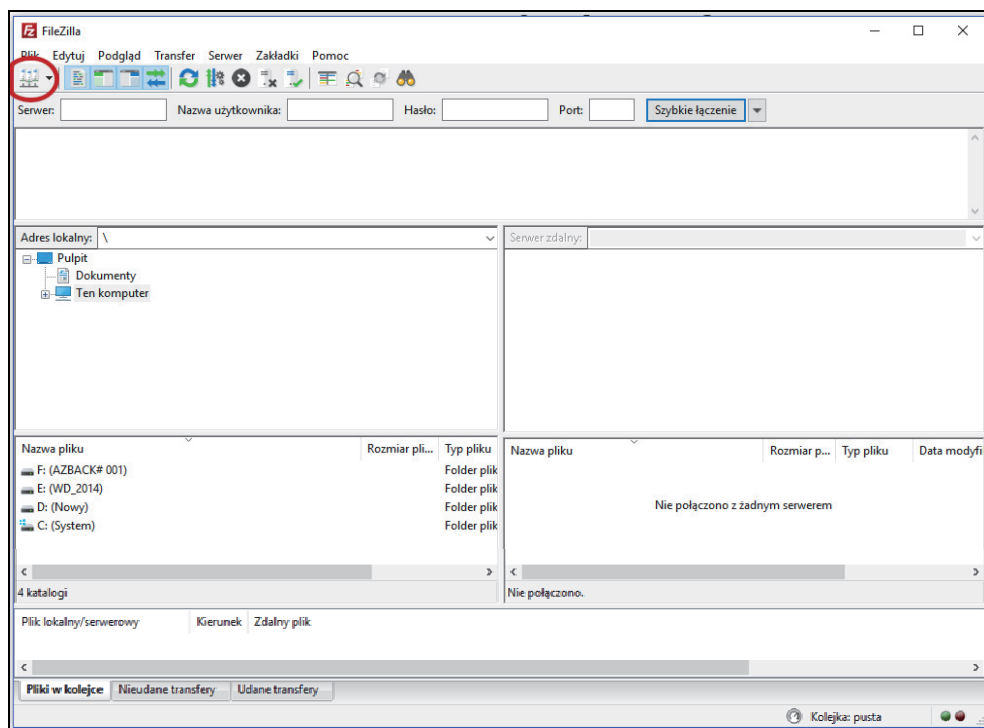 FileZilla
Plik Edytuj Podgląd Transfer Serwer Zakładki Pomoc
Serwer: Nazwa użytkownika: Hasło: Port: Szybkie łączenie
Adres lokalny: \
Serwer zdalny:
Pulpit
Dokumenty
Ten komputer
Nazwa pliku Rozmiar pli... Typ pliku
F: (AZBACK# 001) Folder plik
E: (WD_2014) Folder plik
D: (Nowy) Folder plik
C: (System) Folder plik
4 katalogi
Nazwa pliku Rozmiar p... Typ pliku Data modyfi
Nie połączono z żadnym serwerem
Nie połączono.
Plik lokalny/serwerowy Kierunek Zdalny plik
Pliki w kolejce Nieudane transfery Udane transfery
Kolejka: pusta